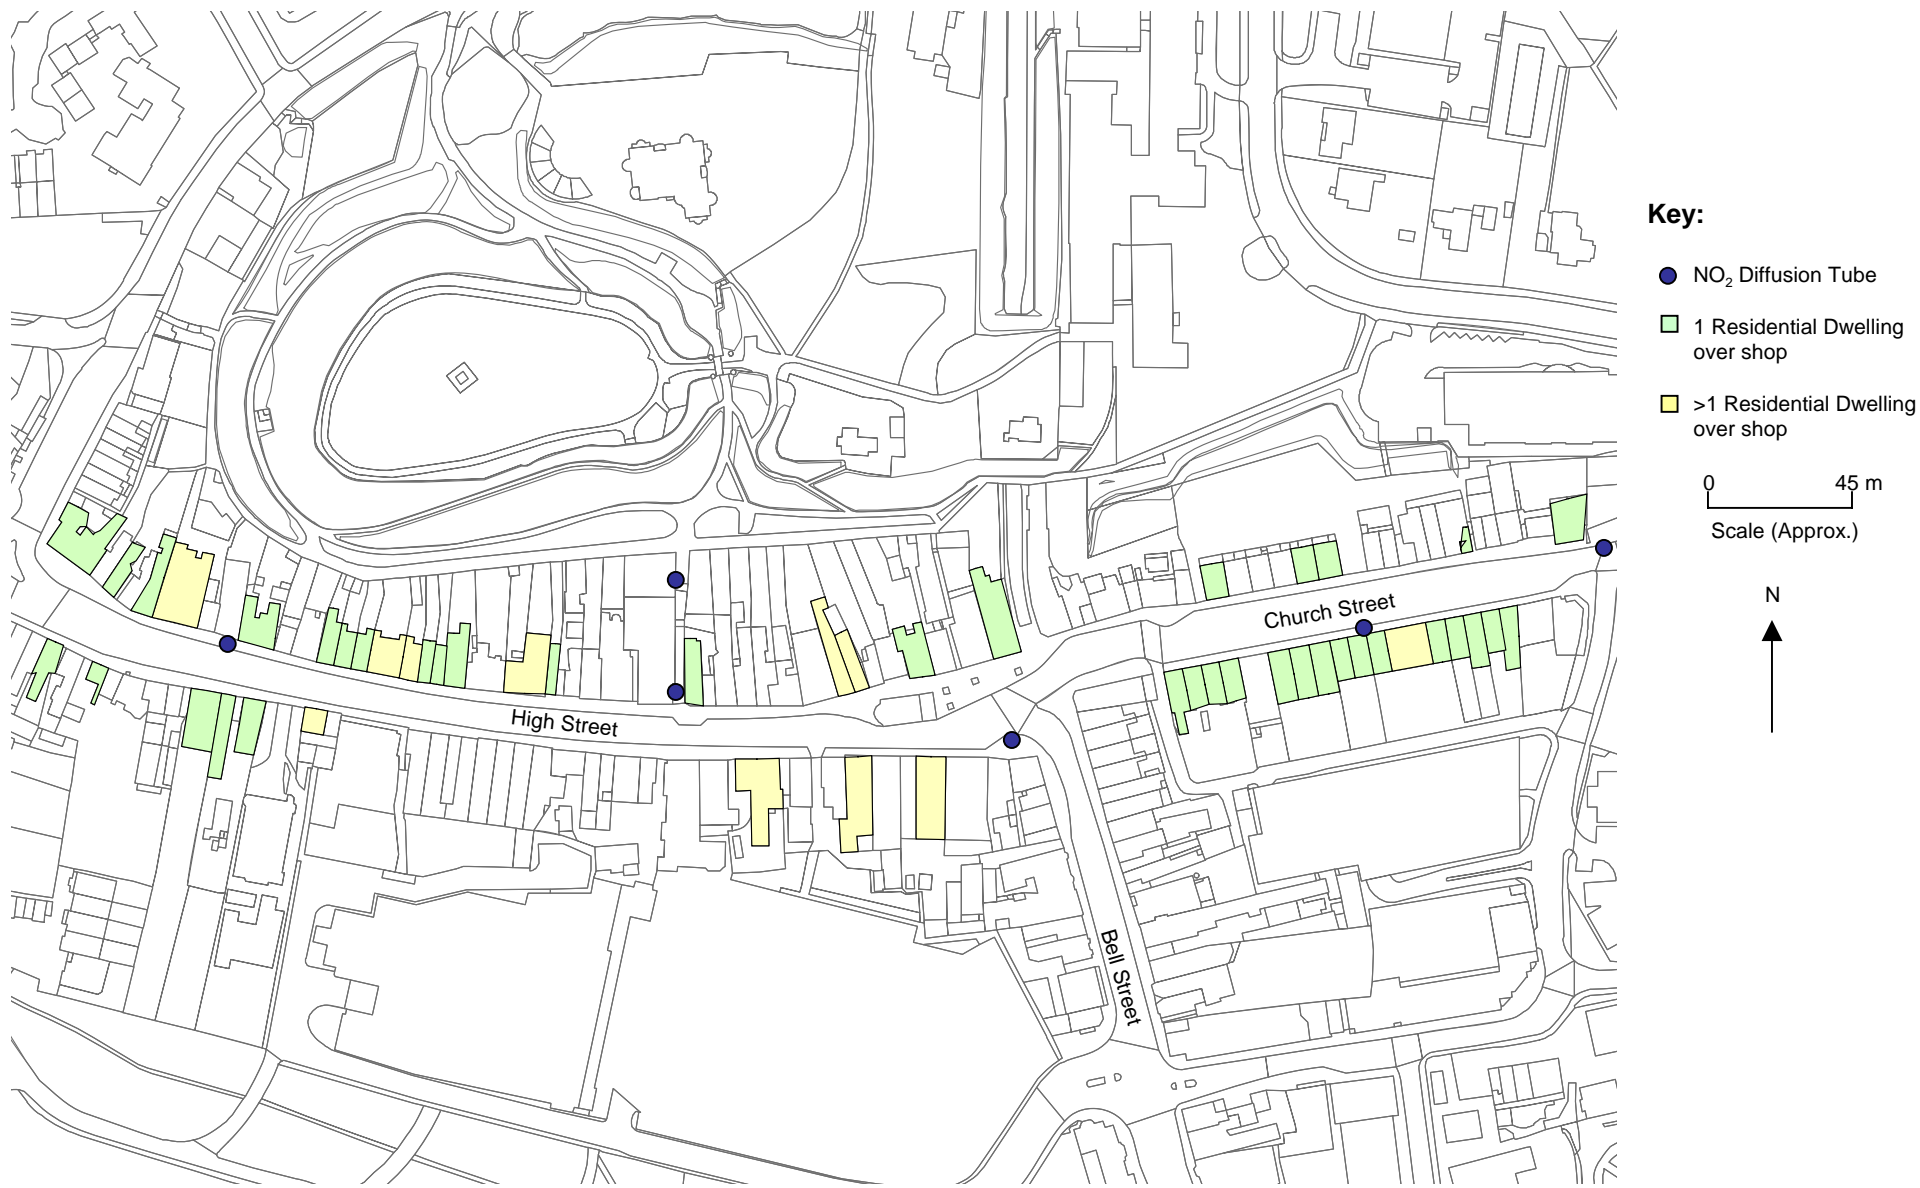 Key:
NO₂ Diffusion Tube
1 Residential Dwelling
over shop
>1 Residential Dwelling
over shop
0 45 m
Scale (Approx.)
N
Church Street
High Street
Bell Street